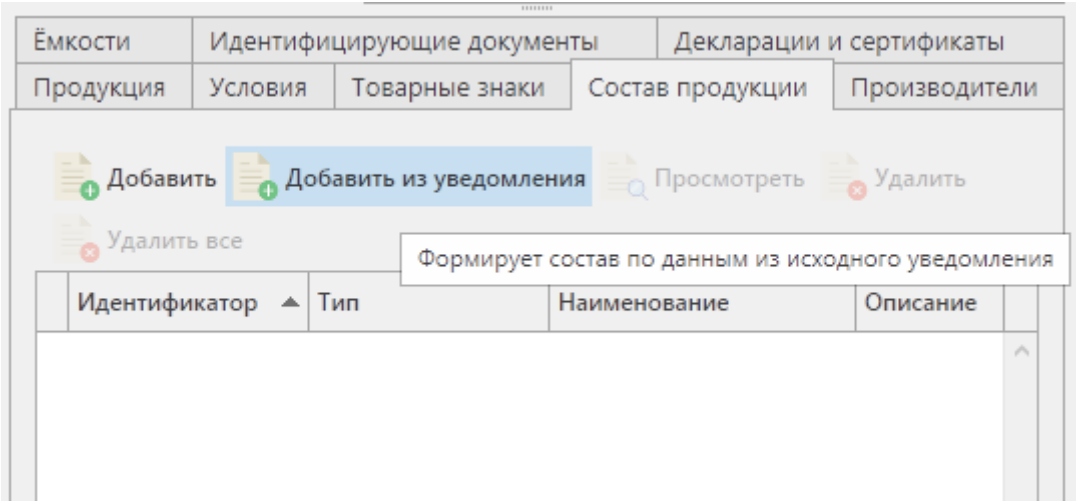 Ёмкости Идентифицирующие документы Декларации и сертификаты
Продукция Условия Товарные знаки Состав продукции Производители
Добавить Добавить из уведомления Просмотреть Удалить
Удалить все
Формирует состав по данным из исходного уведомления
Идентификатор Тип Наименование Описание